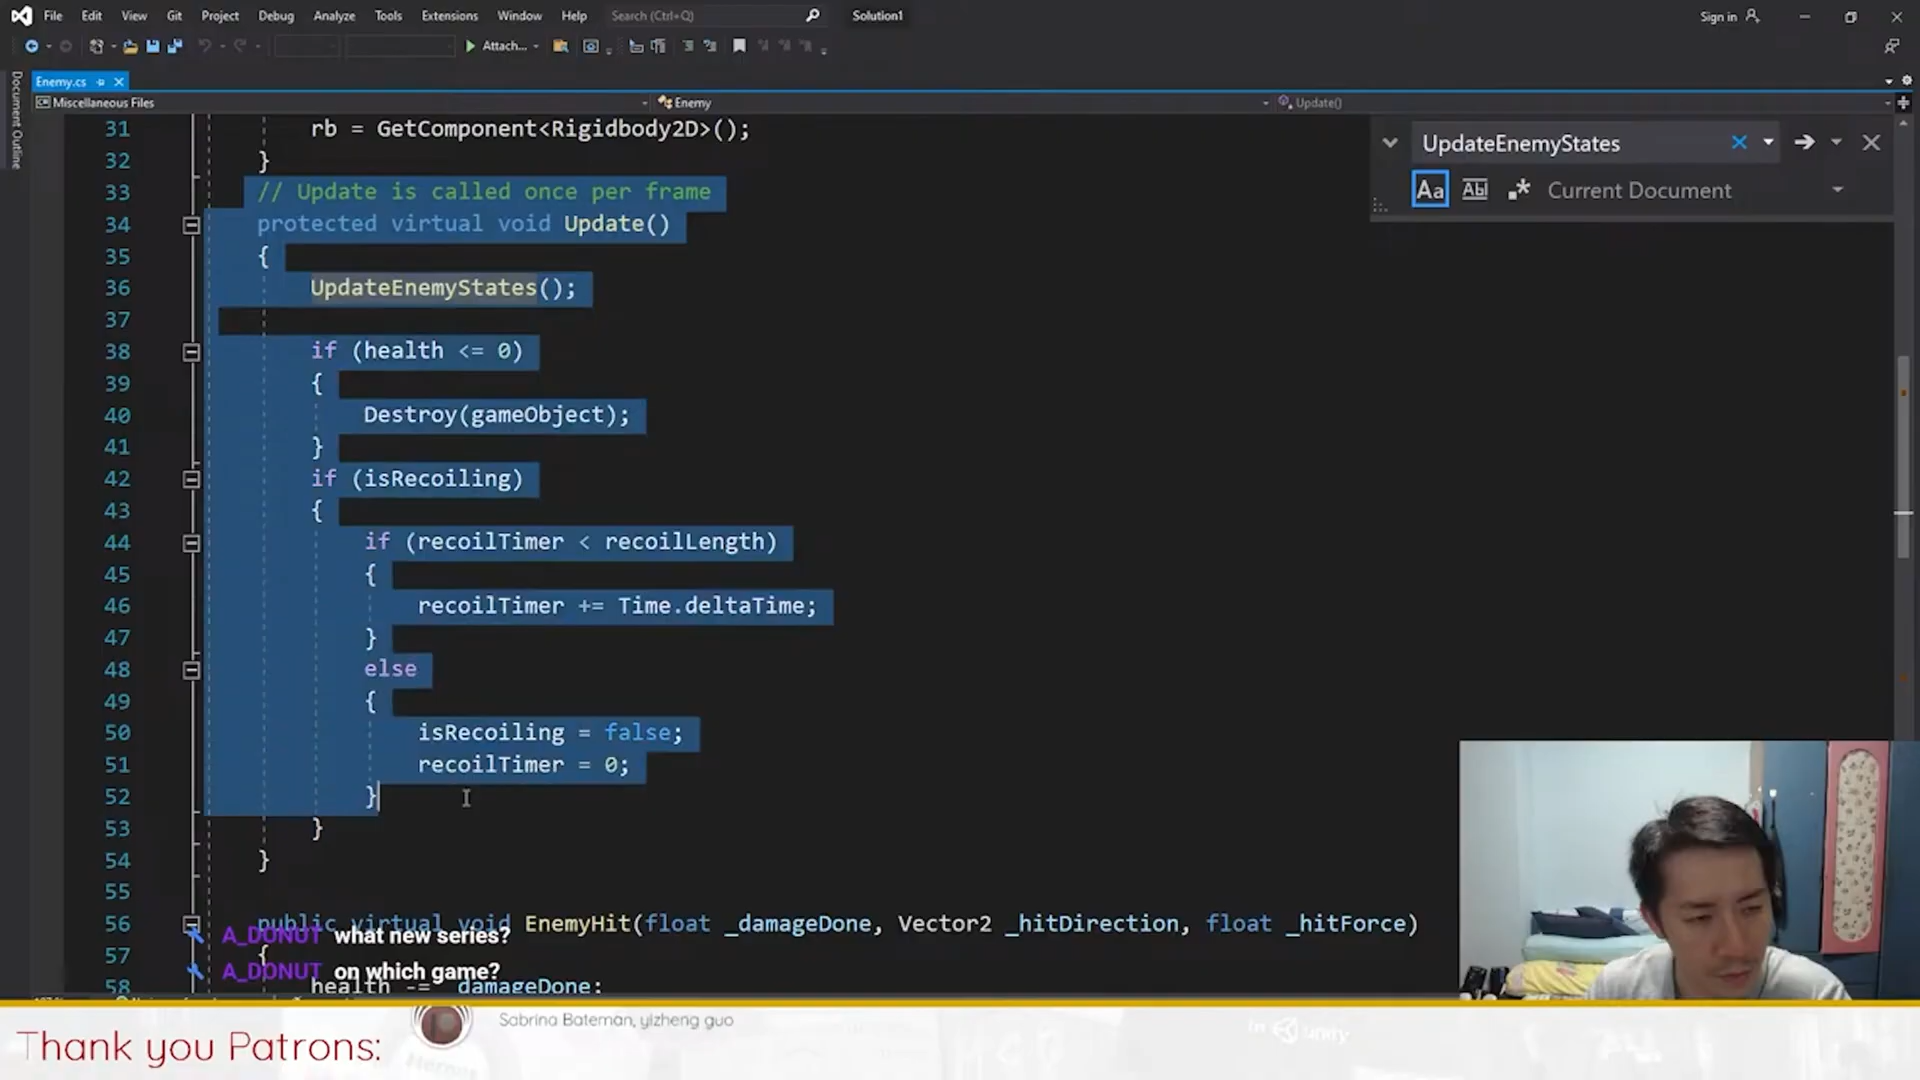 File Edit View Git Project Debug Analyze Tools Extensions Window Help Search (Ctrl+Q) Solution1 Sign in
Attach...
Enemy.cs
Document Outline
Miscellaneous Files Enemy Update()
UpdateEnemyStates
Aa Abl .* Current Document
31 rb = GetComponent<Rigidbody2D>();
32 }
33 // Update is called once per frame
34 protected virtual void Update()
35 {
36 UpdateEnemyStates();
37
38 if (health <= 0)
39 {
40 Destroy(gameObject);
41 }
42 if (isRecoiling)
43 {
44 if (recoilTimer < recoilLength)
45 {
46 recoilTimer += Time.deltaTime;
47 }
48 else
49 {
50 isRecoiling = false;
51 recoilTimer = 0;
52 }
53 }
54 }
55
56 public virtual void EnemyHit(float _damageDone, Vector2 _hitDirection, float _hitForce)
A_DONUT what new series?
57 {
A_DONUT on which game?
58 health -= _damageDone;
Thank you Patrons:
Sabrina Bateman, yizheng guo
in unity